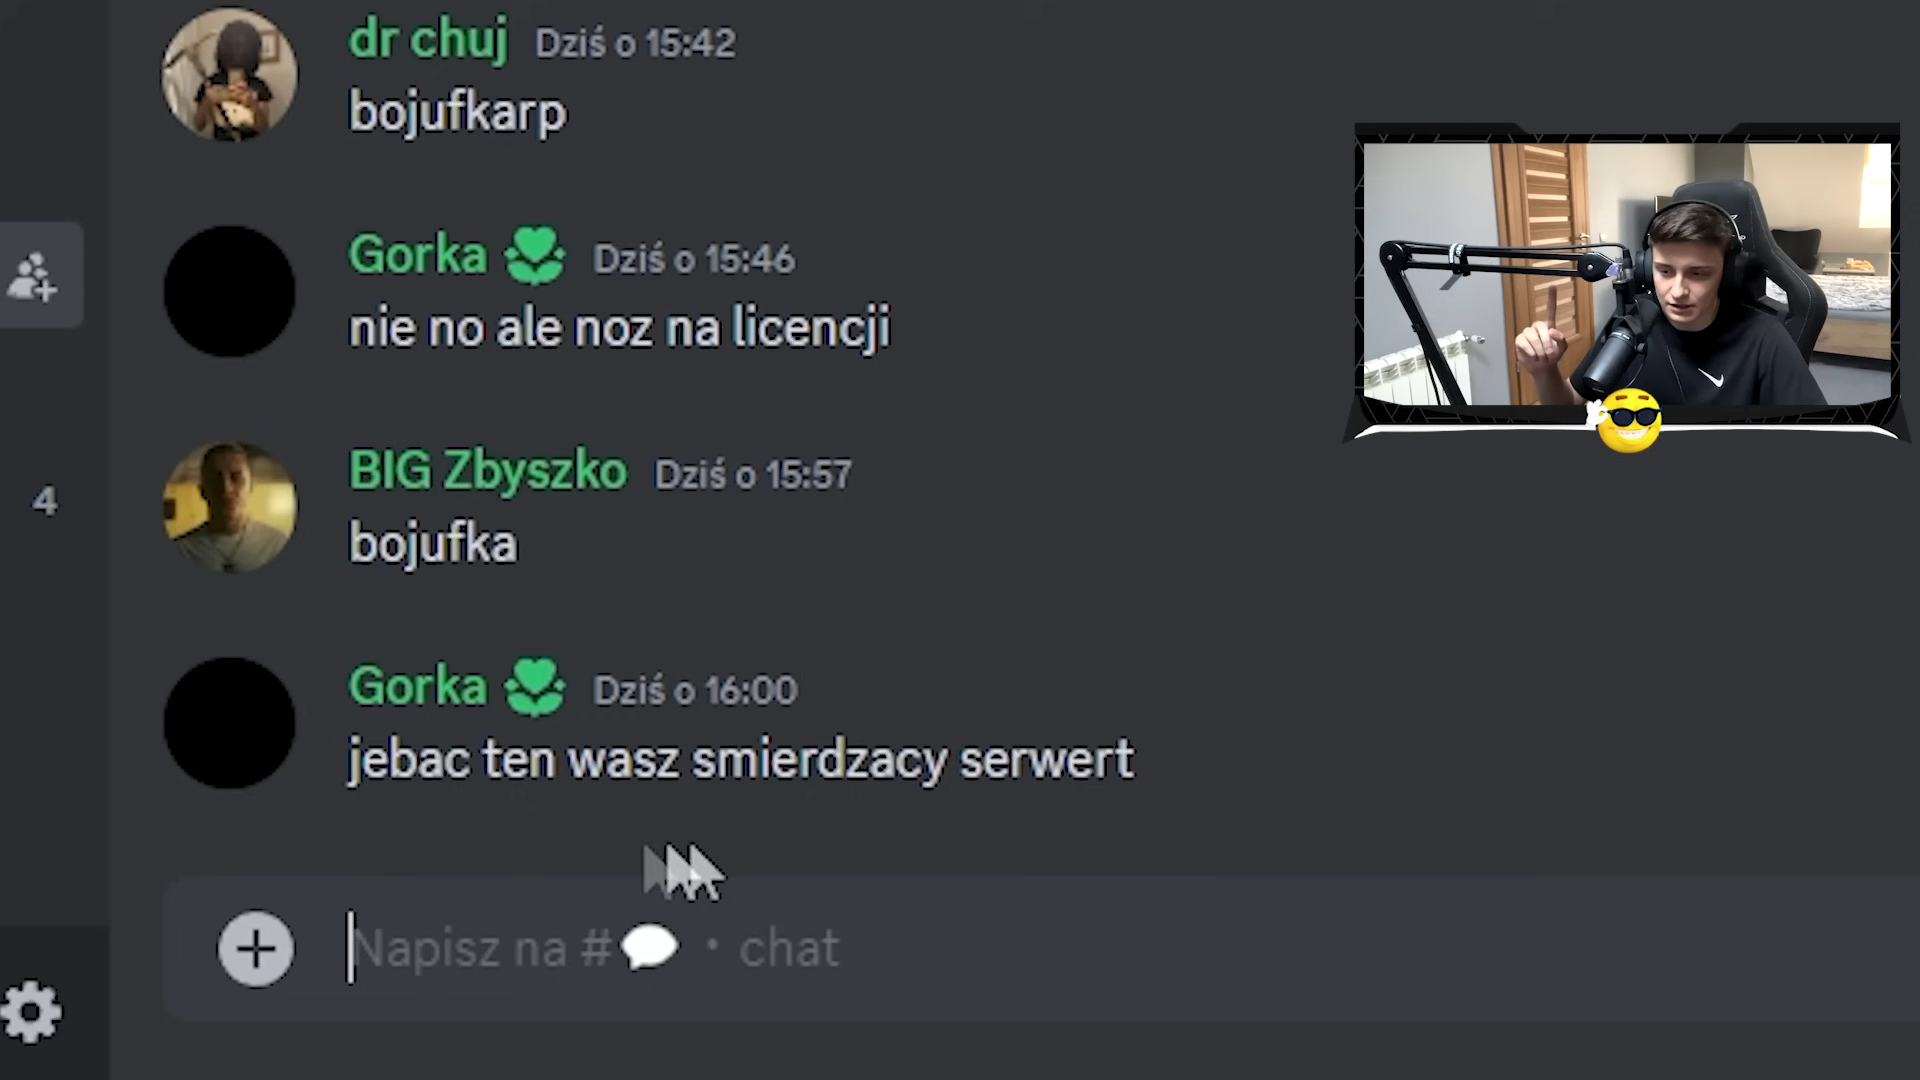 dr chuj Dziś o 15:42
bojufkarp
Gorka Dziś o 15:46
nie no ale noz na licencji
4
BIG Zbyszko Dziś o 15:57
bojufka
Gorka Dziś o 16:00
jebac ten wasz smierdzacy serwert
Napisz na # • chat